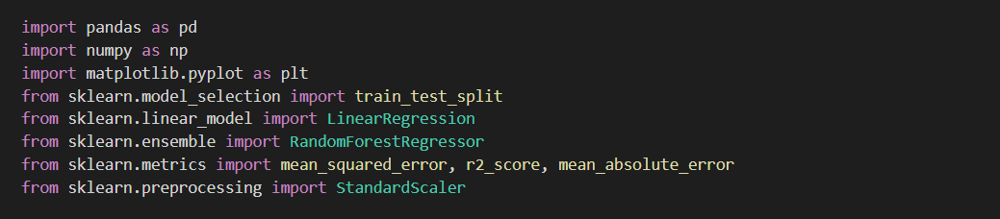 import pandas as pd
import numpy as np
import matplotlib.pyplot as plt
from sklearn.model_selection import train_test_split
from sklearn.linear_model import LinearRegression
from sklearn.ensemble import RandomForestRegressor
from sklearn.metrics import mean_squared_error, r2_score, mean_absolute_error
from sklearn.preprocessing import StandardScaler